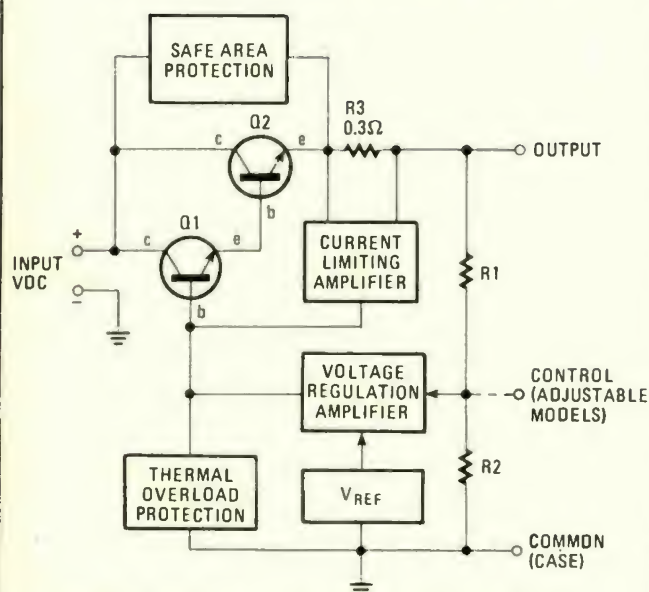 SAFE AREA
PROTECTION
R3
0.3Ω
Q2
c
e
b
OUTPUT
Q1
c
e
b
+
INPUT
VDC
–
CURRENT
LIMITING
AMPLIFIER
R1
VOLTAGE
REGULATION
AMPLIFIER
CONTROL
(ADJUSTABLE
MODELS)
THERMAL
OVERLOAD
PROTECTION
VREF
R2
COMMON
(CASE)